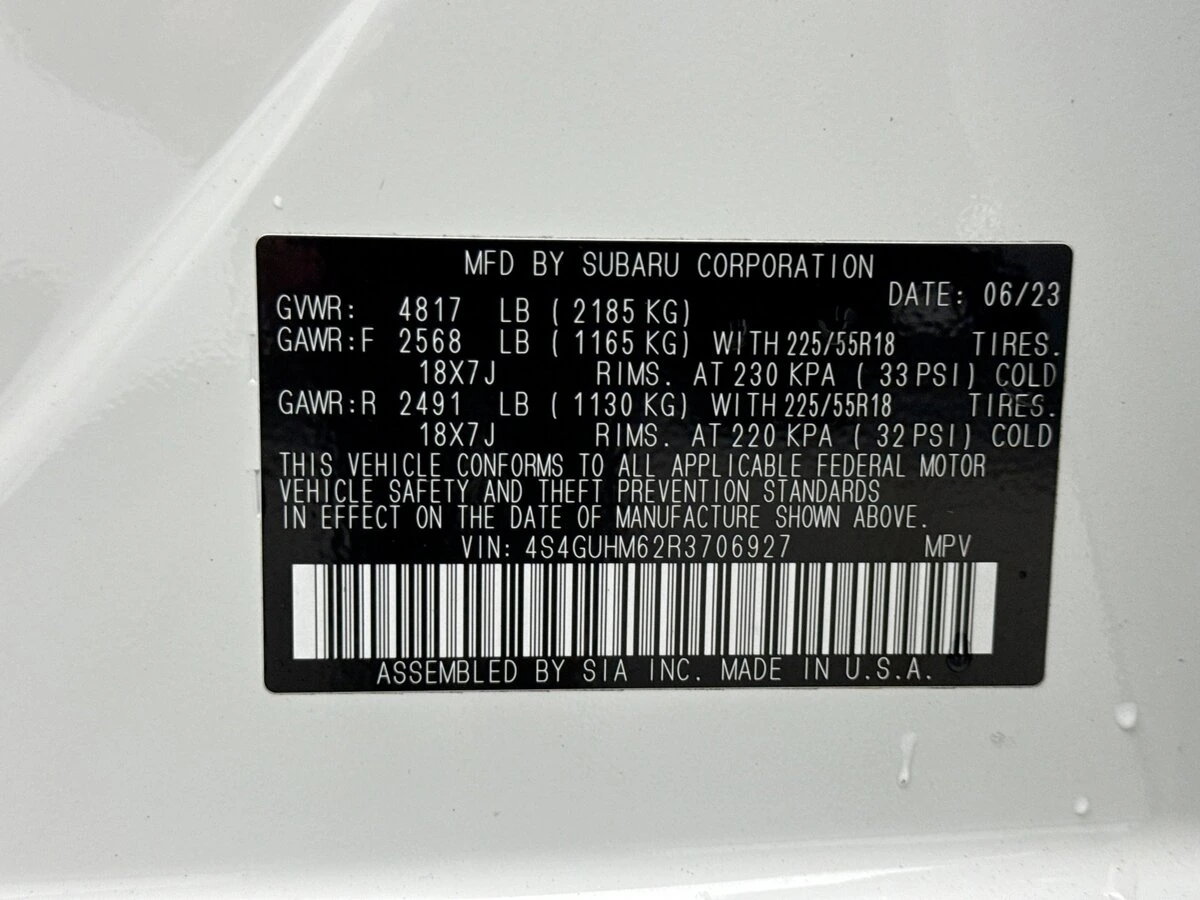 MFD BY SUBARU CORPORATION
DATE: 06/23
GVWR: 4817 LB ( 2185 KG)
GAWR:F 2568 LB ( 1165 KG) WITH 225/55R18 TIRES.
18X7J RIMS. AT 230 KPA ( 33 PSI) COLD
GAWR:R 2491 LB ( 1130 KG) WITH 225/55R18 TIRES.
18X7J RIMS. AT 220 KPA ( 32 PSI) COLD
THIS VEHICLE CONFORMS TO ALL APPLICABLE FEDERAL MOTOR
VEHICLE SAFETY AND THEFT PREVENTION STANDARDS
IN EFFECT ON THE DATE OF MANUFACTURE SHOWN ABOVE.
VIN: 4S4GUHM62R3706927 MPV
ASSEMBLED BY SIA INC. MADE IN U.S.A.